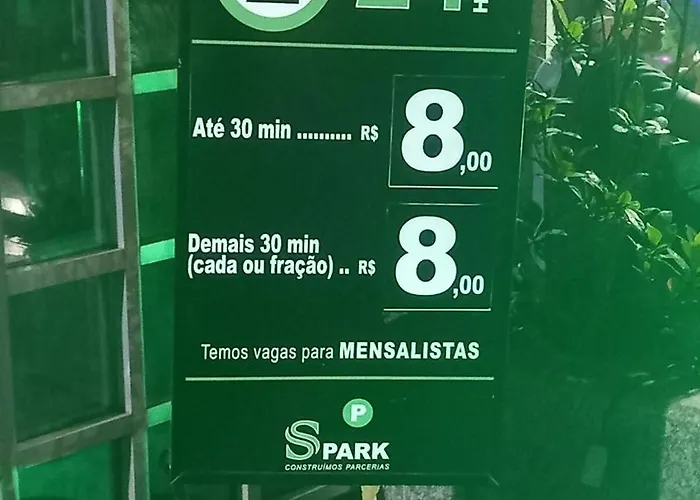 24H
Até 30 min .......... R$ 8,00
Demais 30 min
(cada ou fração) .. R$ 8,00
Temos vagas para MENSALISTAS
P
SPARK
CONSTRUÍMOS PARCERIAS